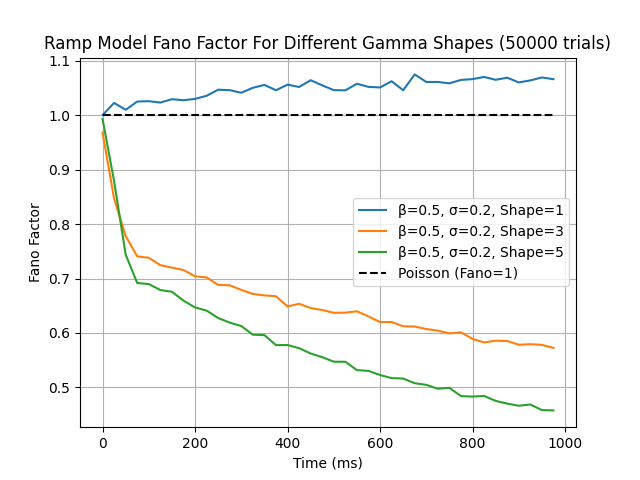 Ramp Model Fano Factor For Different Gamma Shapes (50000 trials)
1.1
1.0
0.9
0.8
0.7
0.6
0.5
Fano Factor
β=0.5, σ=0.2, Shape=1
β=0.5, σ=0.2, Shape=3
β=0.5, σ=0.2, Shape=5
Poisson (Fano=1)
0 200 400 600 800 1000
Time (ms)